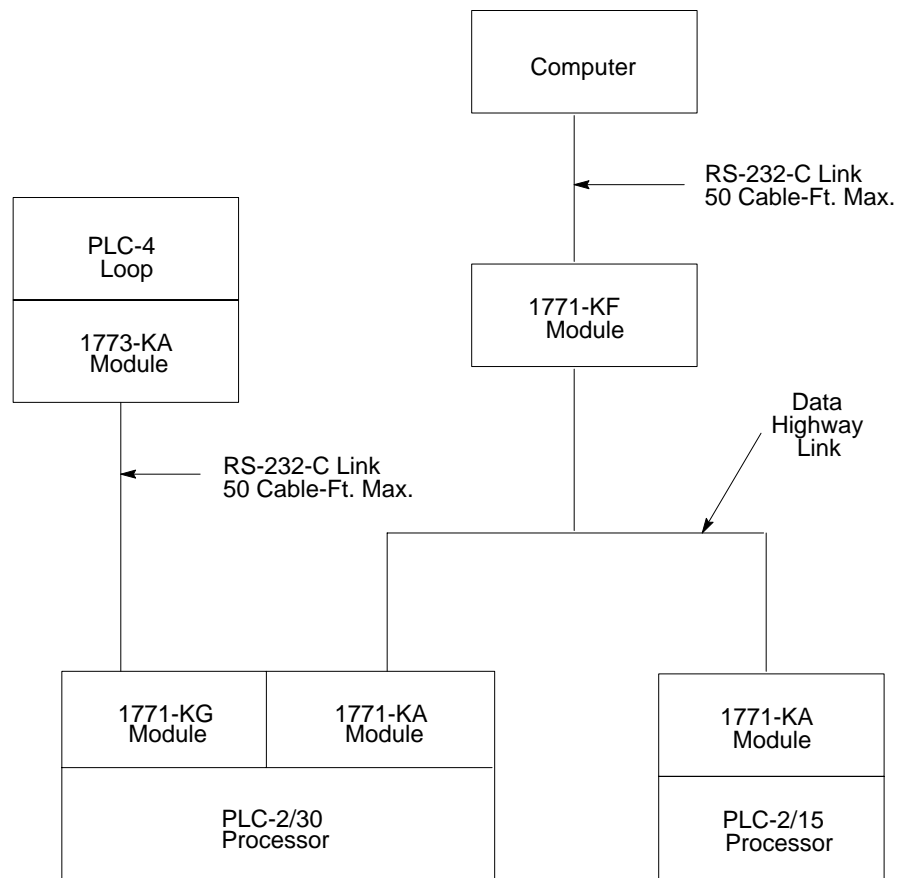 Computer
RS-232-C Link
50 Cable-Ft. Max.
PLC-4
Loop
1773-KA
Module
1771-KF
Module
Data
Highway
Link
RS-232-C Link
50 Cable-Ft. Max.
1771-KG
Module
1771-KA
Module
1771-KA
Module
PLC-2/30
Processor
PLC-2/15
Processor